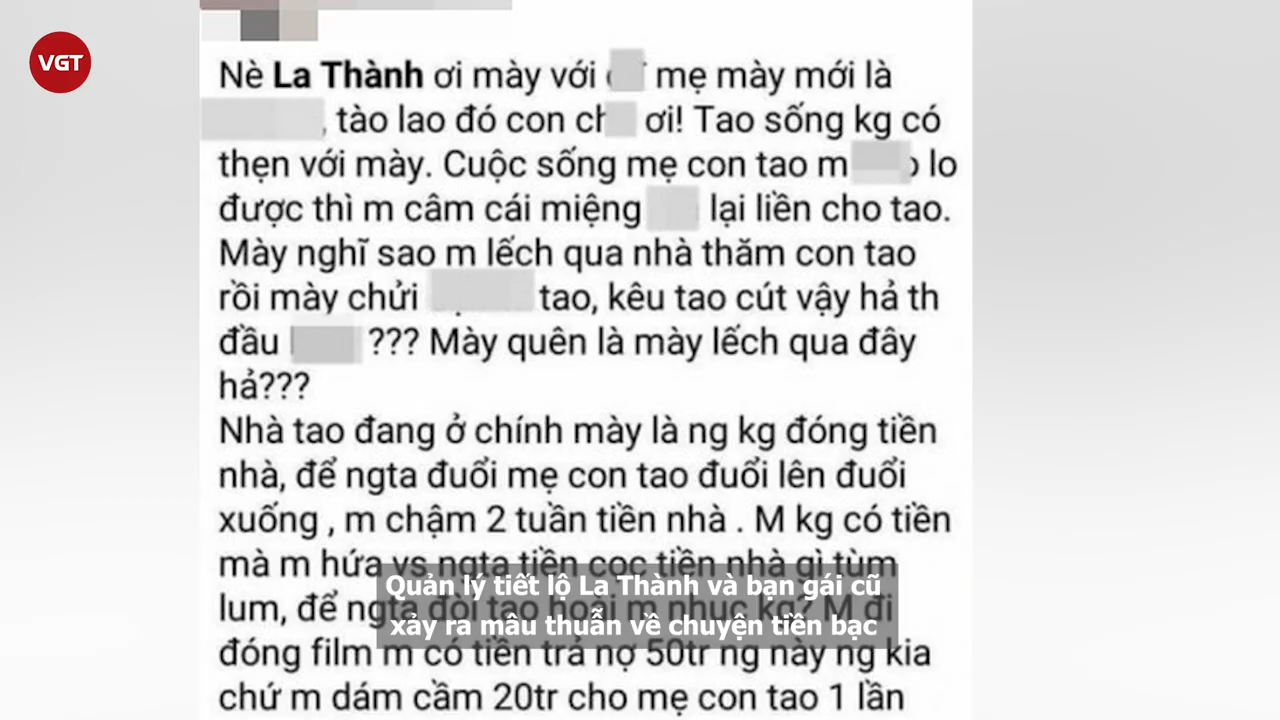 VGT
Nè La Thành ơi mày với mẹ mày mới là
, tào lao đó con ơi! Tao sống kg có
thẹn với mày. Cuộc sống mẹ con tao m lo
được thì m câm cái miệng lại liền cho tao.
Mày nghĩ sao m lếch qua nhà thăm con tao
rồi mày chửi tao, kêu tao cút vậy hả th
đầu ??? Mày quên là mày lếch qua đây
hả???
Nhà tao đang ở chính mày là ng kg đóng tiền
nhà, để ngta đuổi mẹ con tao đuổi lên đuổi
xuống , m chậm 2 tuần tiền nhà . M kg có tiền
mà m hứa vs ngta tiền cọc tiền nhà gì tùm
lum, để ngta đòi tao hoài m nhục kg? M đi
đóng film m có tiền trả nợ 50tr ng này ng kia
chứ m dám cầm 20tr cho mẹ con tao 1 lần
Quản lý tiết lộ La Thành và bạn gái cũ
xảy ra mâu thuẫn về chuyện tiền bạc